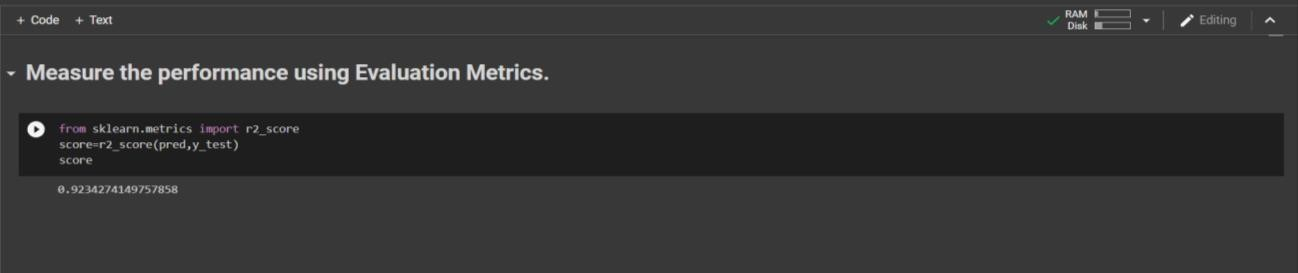 + Code + Text
RAM
Disk
Editing
Measure the performance using Evaluation Metrics.
from sklearn.metrics import r2_score
score=r2_score(pred,y_test)
score
0.9234274149757858